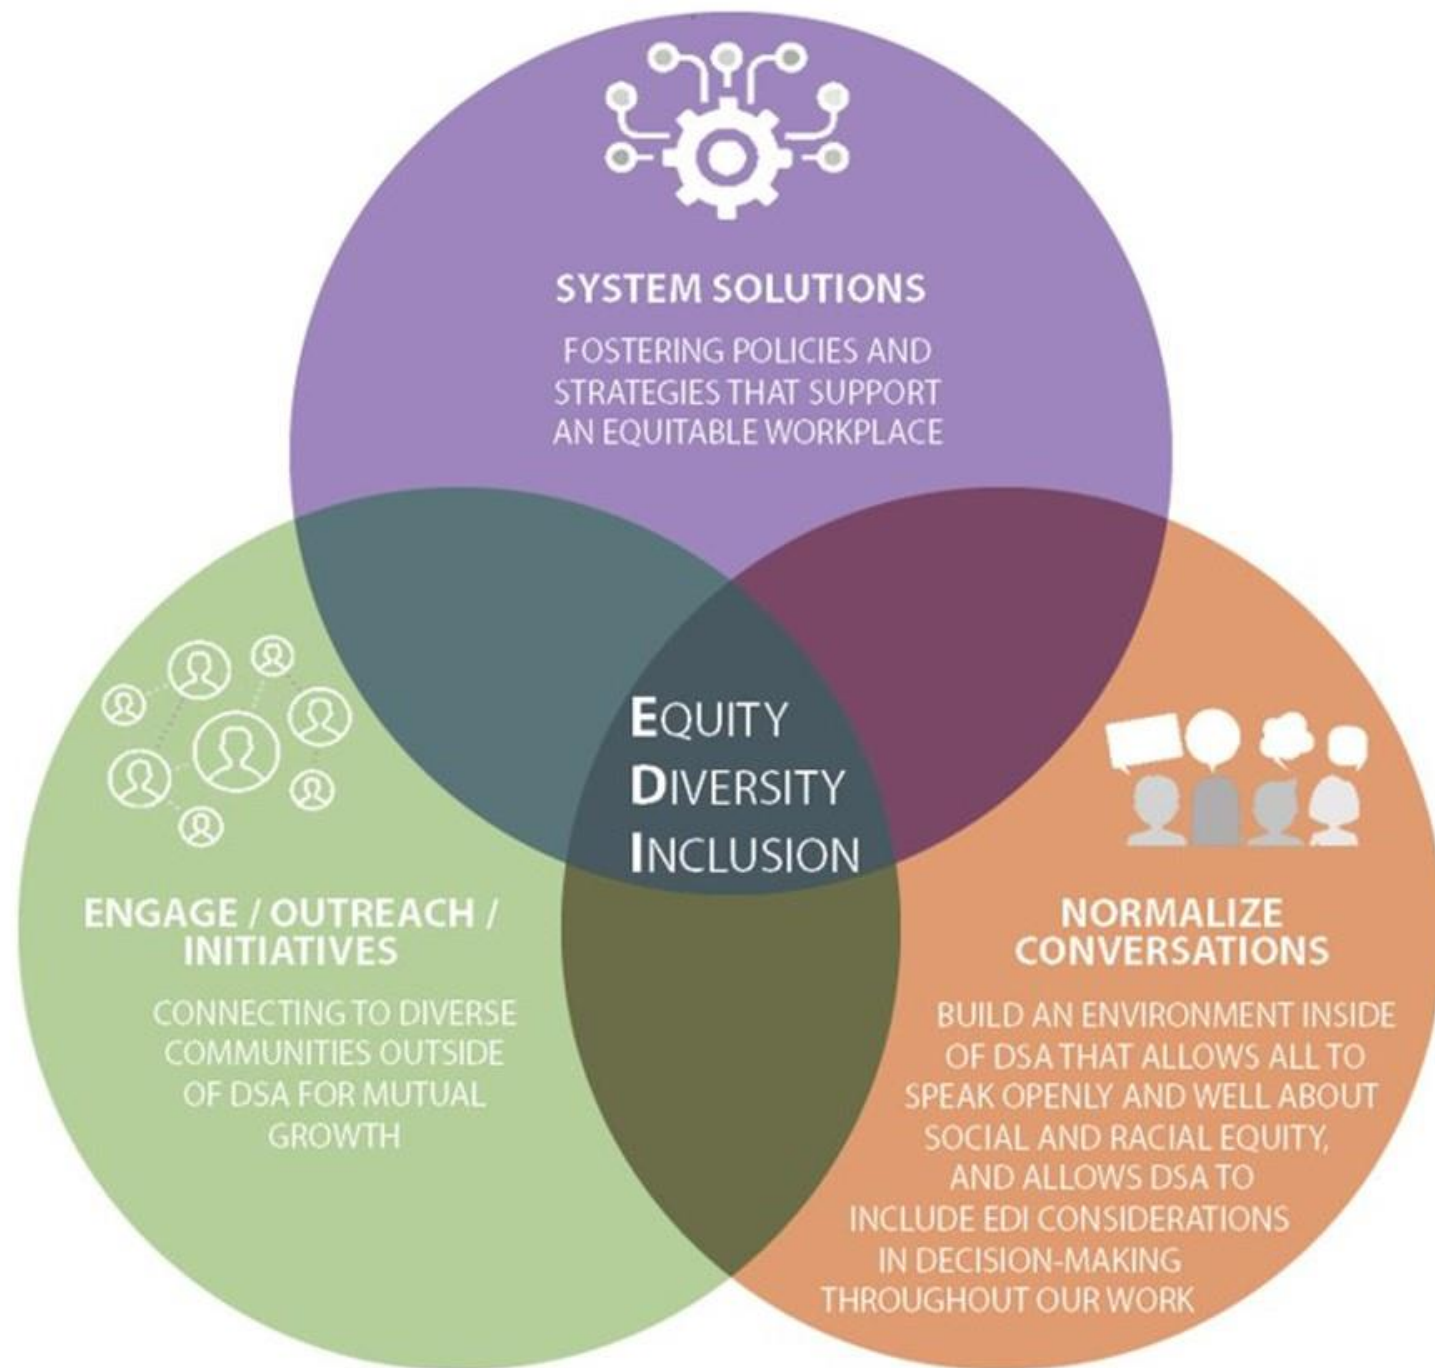 SYSTEM SOLUTIONS
FOSTERING POLICIES AND
STRATEGIES THAT SUPPORT
AN EQUITABLE WORKPLACE
EQUITY
DIVERSITY
INCLUSION
ENGAGE / OUTREACH /
INITIATIVES
CONNECTING TO DIVERSE
COMMUNITIES OUTSIDE
OF DSA FOR MUTUAL
GROWTH
NORMALIZE
CONVERSATIONS
BUILD AN ENVIRONMENT INSIDE
OF DSA THAT ALLOWS ALL TO
SPEAK OPENLY AND WELL ABOUT
SOCIAL AND RACIAL EQUITY,
AND ALLOWS DSA TO
INCLUDE EDI CONSIDERATIONS
IN DECISION-MAKING
THROUGHOUT OUR WORK